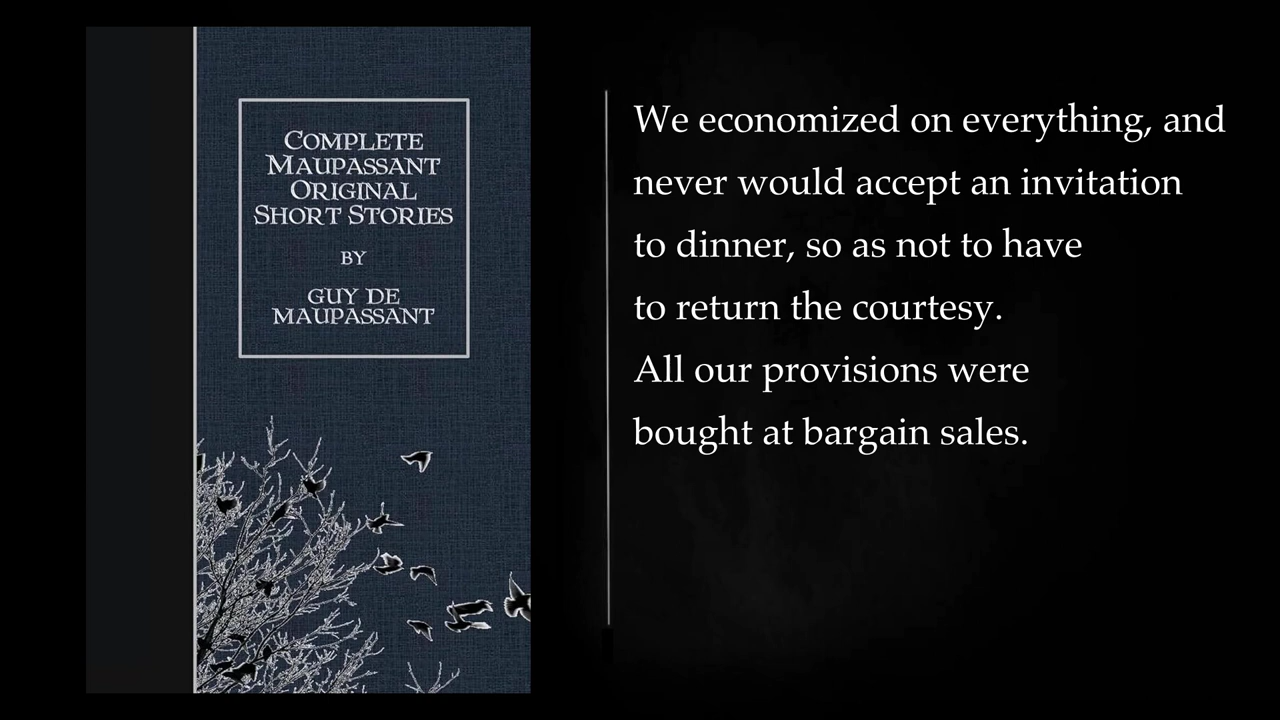 COMPLETE
MAUPASSANT
ORIGINAL
SHORT STORIES
BY
GUY DE
MAUPASSANT
We economized on everything, and
never would accept an invitation
to dinner, so as not to have
to return the courtesy.
All our provisions were
bought at bargain sales.